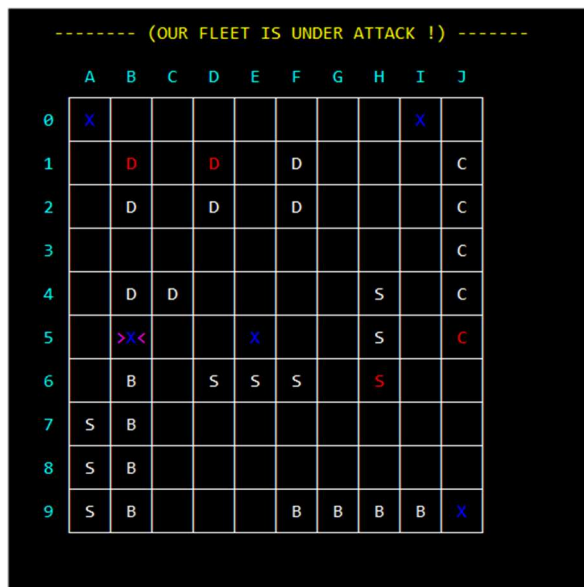 -------- (OUR FLEET IS UNDER ATTACK !) -------
A B C D E F G H I J
0 X X
1 D D D C
2 D D D C
3 C
4 D D S C
5 >X< X S C
6 B S S S S
7 S B
8 S B
9 S B B B B B X